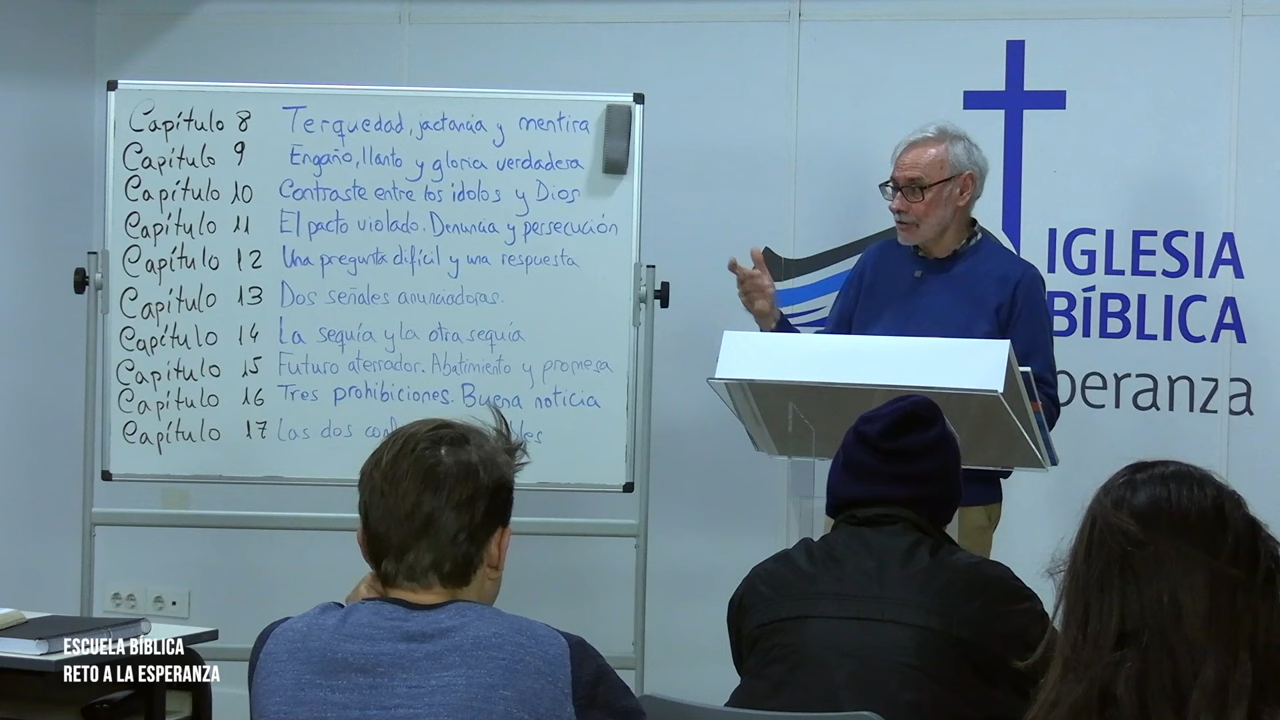 Capítulo 8 Terquedad, jactancia y mentira
Capítulo 9 Engaño, llanto y gloria verdadera
Capítulo 10 Contraste entre los ídolos y Dios
Capítulo 11 El pacto violado. Denuncia y persecución
Capítulo 12 Una pregunta difícil y una respuesta
Capítulo 13 Dos señales anunciadoras.
Capítulo 14 La sequía y la otra sequía
Capítulo 15 Futuro aterrador. Abatimiento y promesa
Capítulo 16 Tres prohibiciones. Buena noticia
Capítulo 17 Las dos
IGLESIA
BÍBLICA
peranza
ESCUELA BÍBLICA
RETO A LA ESPERANZA